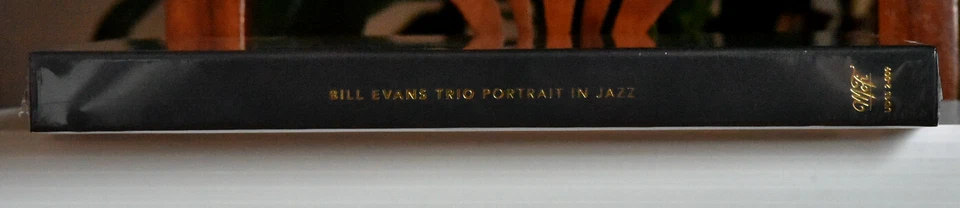 BILL EVANS TRIO PORTRAIT IN JAZZ